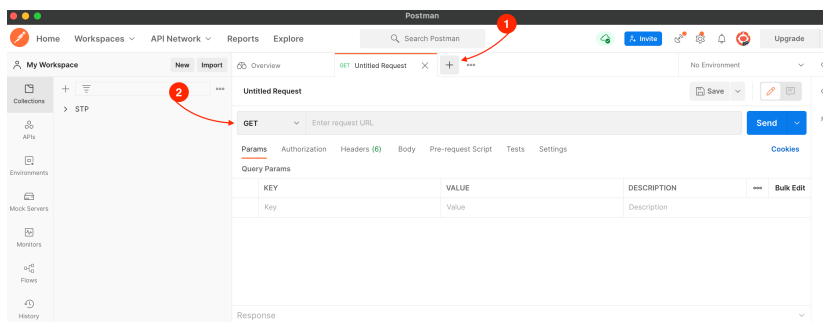 Postman
1
Home Workspaces API Network Reports Explore Search Postman Invite Upgrade
My Workspace New Import Overview GET Untitled Request No Environment
2
Collections
STP
Untitled Request Save
GET Enter request URL Send
APIs
Params Authorization Headers (6) Body Pre-request Script Tests Settings Cookies
Query Params
Environments
KEY VALUE DESCRIPTION Bulk Edit
Key Value Description
Mock Servers
Monitors
Flows
History
Response